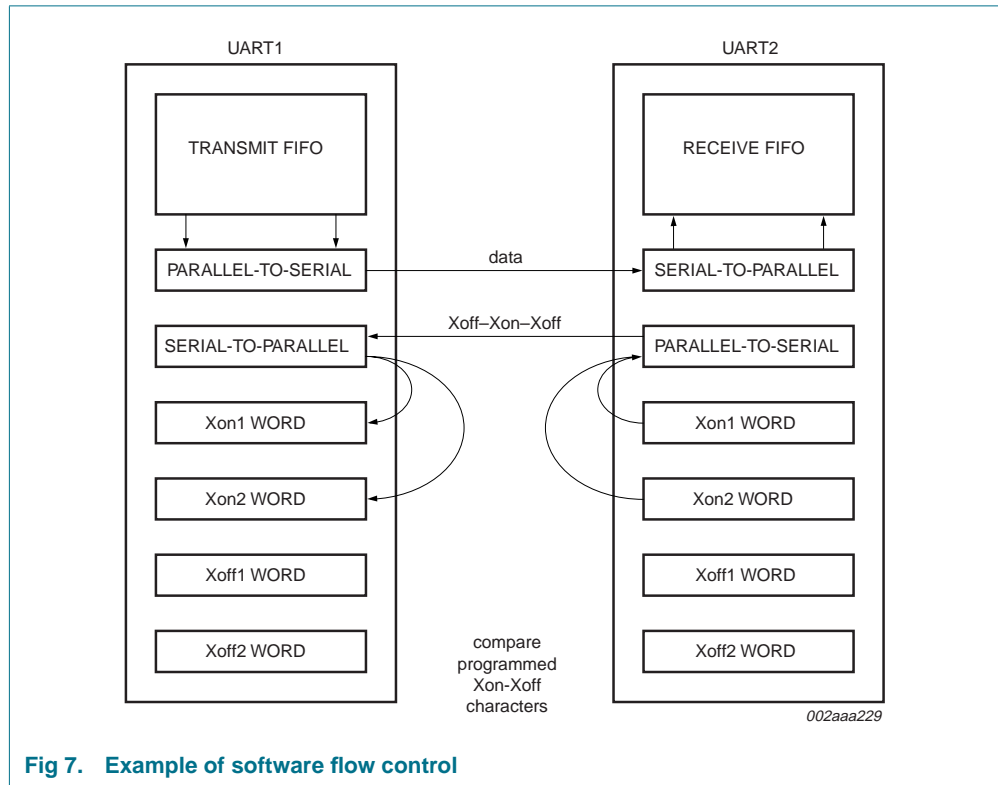 UART1
UART2
TRANSMIT FIFO
RECEIVE FIFO
PARALLEL-TO-SERIAL
data
SERIAL-TO-PARALLEL
Xoff–Xon–Xoff
SERIAL-TO-PARALLEL
PARALLEL-TO-SERIAL
Xon1 WORD
Xon1 WORD
Xon2 WORD
Xon2 WORD
Xoff1 WORD
Xoff1 WORD
Xoff2 WORD
Xoff2 WORD
compare
programmed
Xon-Xoff
characters
002aaa229
Fig 7. Example of software flow control